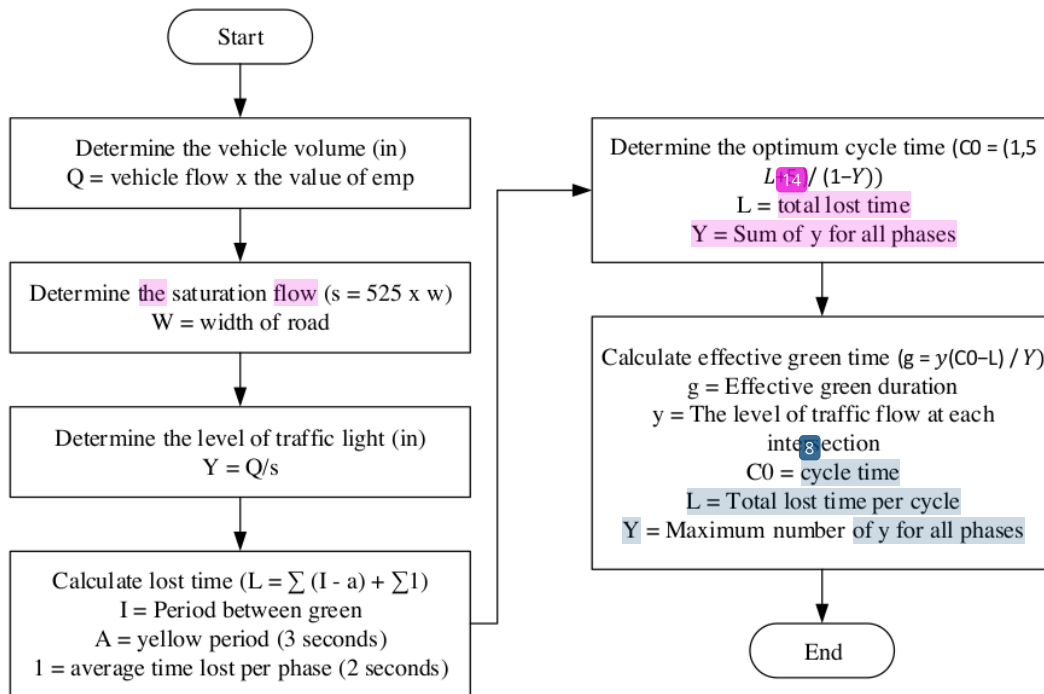 Start
Determine the vehicle volume (in)
Q = vehicle flow x the value of emp
Determine the saturation flow (s = 525 x w)
W = width of road
Determine the level of traffic light (in)
Y = Q/s
Calculate lost time (L = ∑ (I - a) + ∑1)
I = Period between green
A = yellow period (3 seconds)
1 = average time lost per phase (2 seconds)
Determine the optimum cycle time (C0 = (1,5
L 14 / (1−Y))
L = total lost time
Y = Sum of y for all phases
Calculate effective green time (g = y(C0−L) / Y)
g = Effective green duration
y = The level of traffic flow at each
intersection
8
C0 = cycle time
L = Total lost time per cycle
Y = Maximum number of y for all phases
End